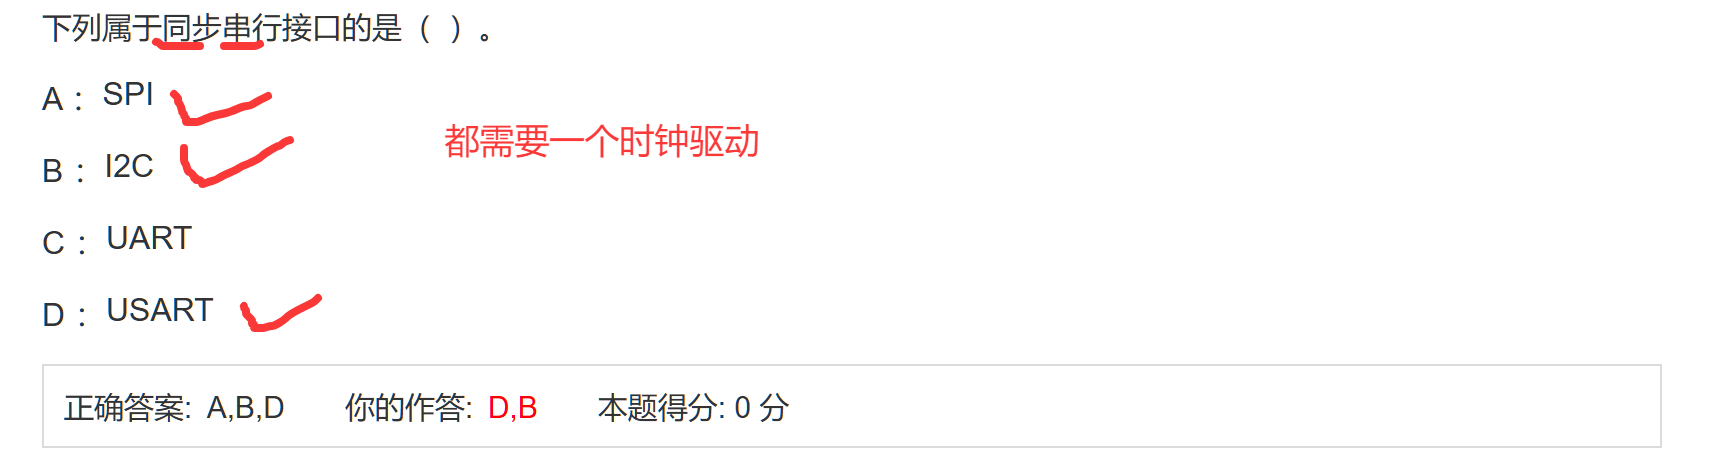 下列属于同步串行接口的是（ ）。
A： SPI
都需要一个时钟驱动
B： I2C
C： UART
D： USART
正确答案: A,B,D 你的作答: D,B 本题得分: 0 分